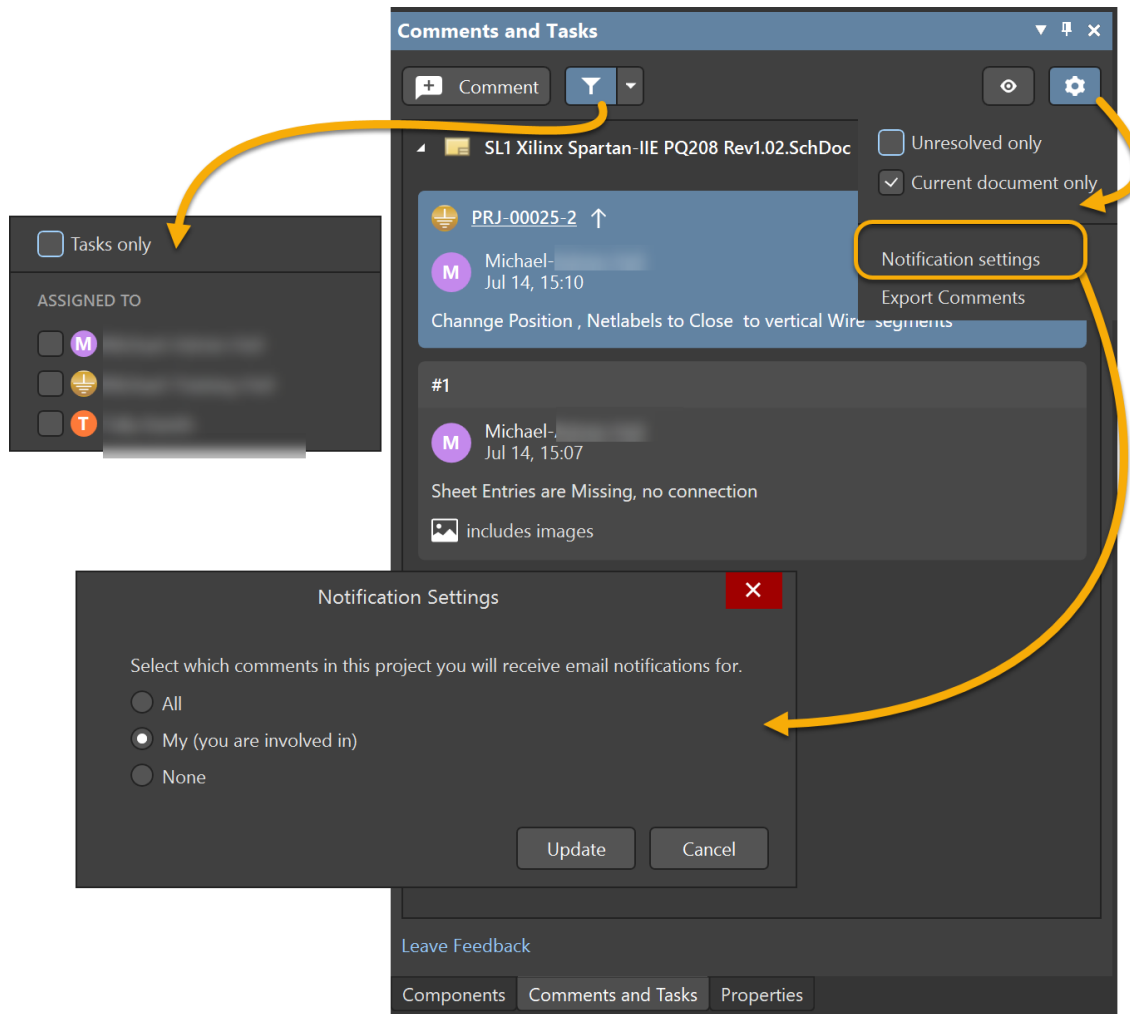 Comments and Tasks
Comment
SL1 Xilinx Spartan-IIE PQ208 Rev1.02.SchDoc
Unresolved only
Current document only
Notification settings
Export Comments
PRJ-00025-2
M
Michael-
Jul 14, 15:10
Channge Position , Netlabels to Close to vertical Wire segments
Tasks only
ASSIGNED TO
M
T
#1
M
Michael-
Jul 14, 15:07
Sheet Entries are Missing, no connection
includes images
Notification Settings
Select which comments in this project you will receive email notifications for.
All
My (you are involved in)
None
Update
Cancel
Leave Feedback
Components
Comments and Tasks
Properties